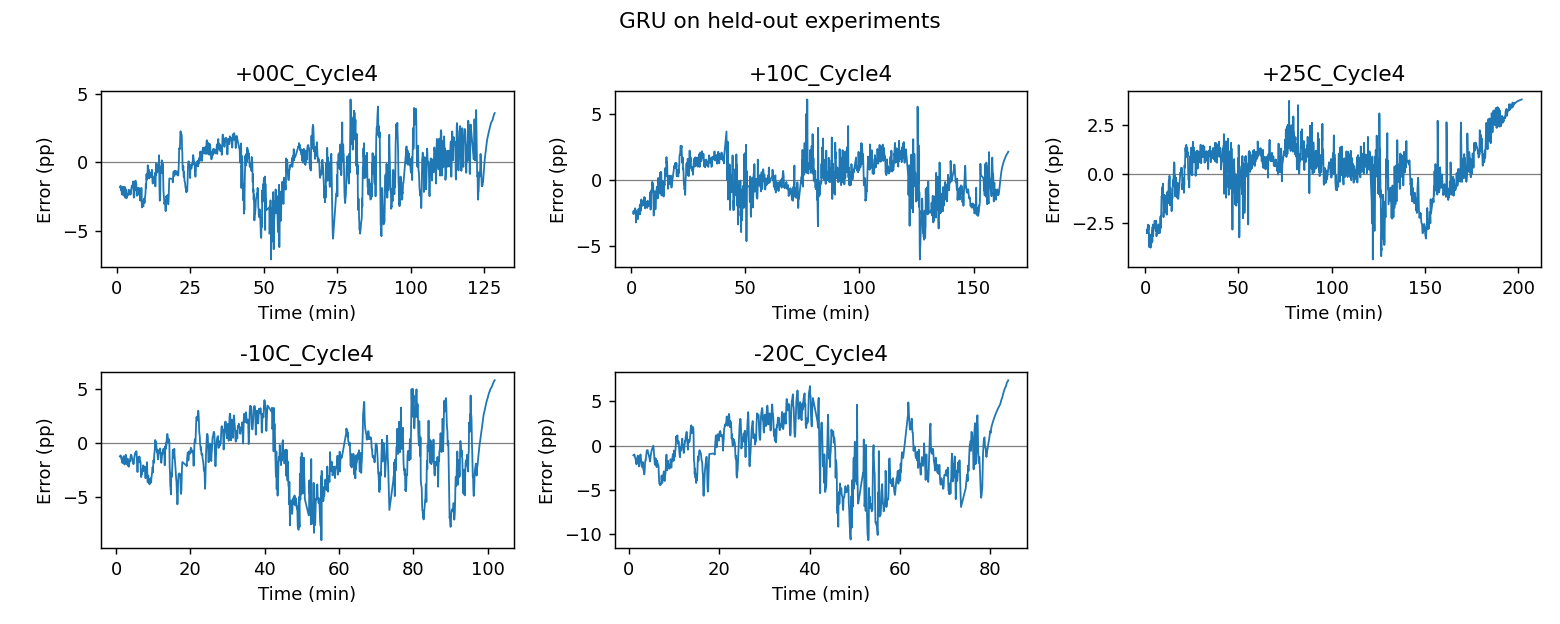 GRU on held-out experiments
+00C_Cycle4
+10C_Cycle4
+25C_Cycle4
Error (pp)
5
0
−5
0 25 50 75 100 125
Time (min)
Error (pp)
5
0
−5
0 50 100 150
Time (min)
Error (pp)
2.5
0.0
−2.5
0 50 100 150 200
Time (min)
-10C_Cycle4
-20C_Cycle4
Error (pp)
5
0
−5
0 20 40 60 80 100
Time (min)
Error (pp)
5
0
−5
−10
0 20 40 60 80
Time (min)